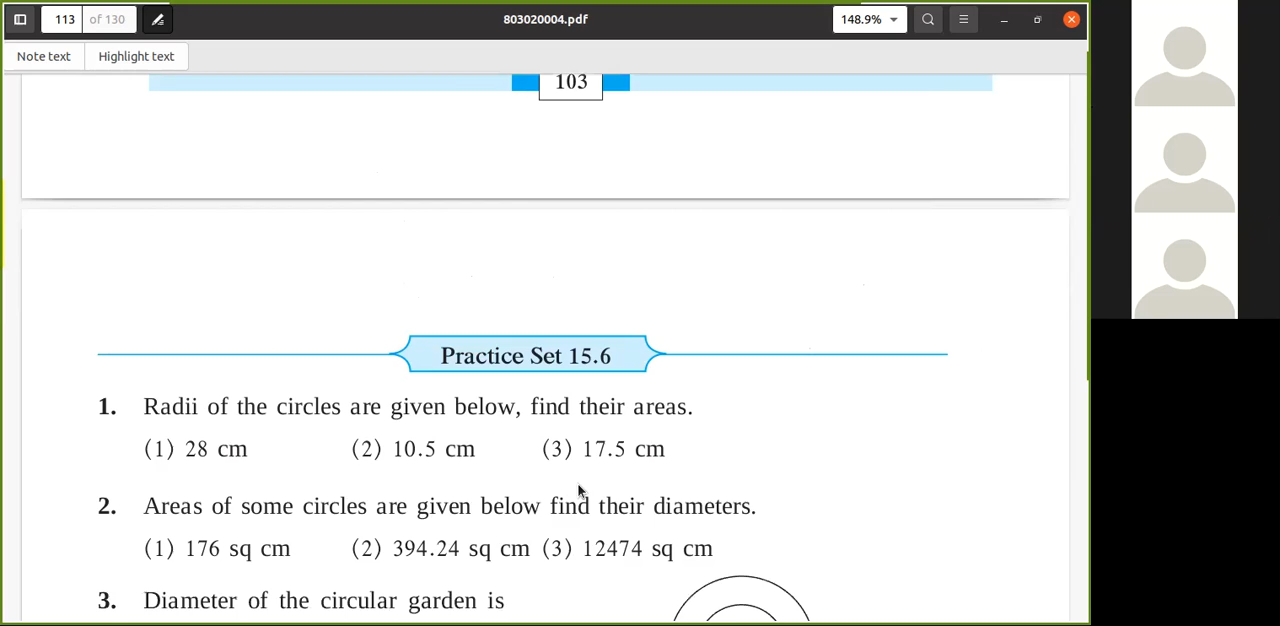 113 of 130
803020004.pdf
148.9%
Note text
Highlight text
103
Practice Set 15.6
1. Radii of the circles are given below, find their areas.
(1) 28 cm (2) 10.5 cm (3) 17.5 cm
2. Areas of some circles are given below find their diameters.
(1) 176 sq cm (2) 394.24 sq cm (3) 12474 sq cm
3. Diameter of the circular garden is